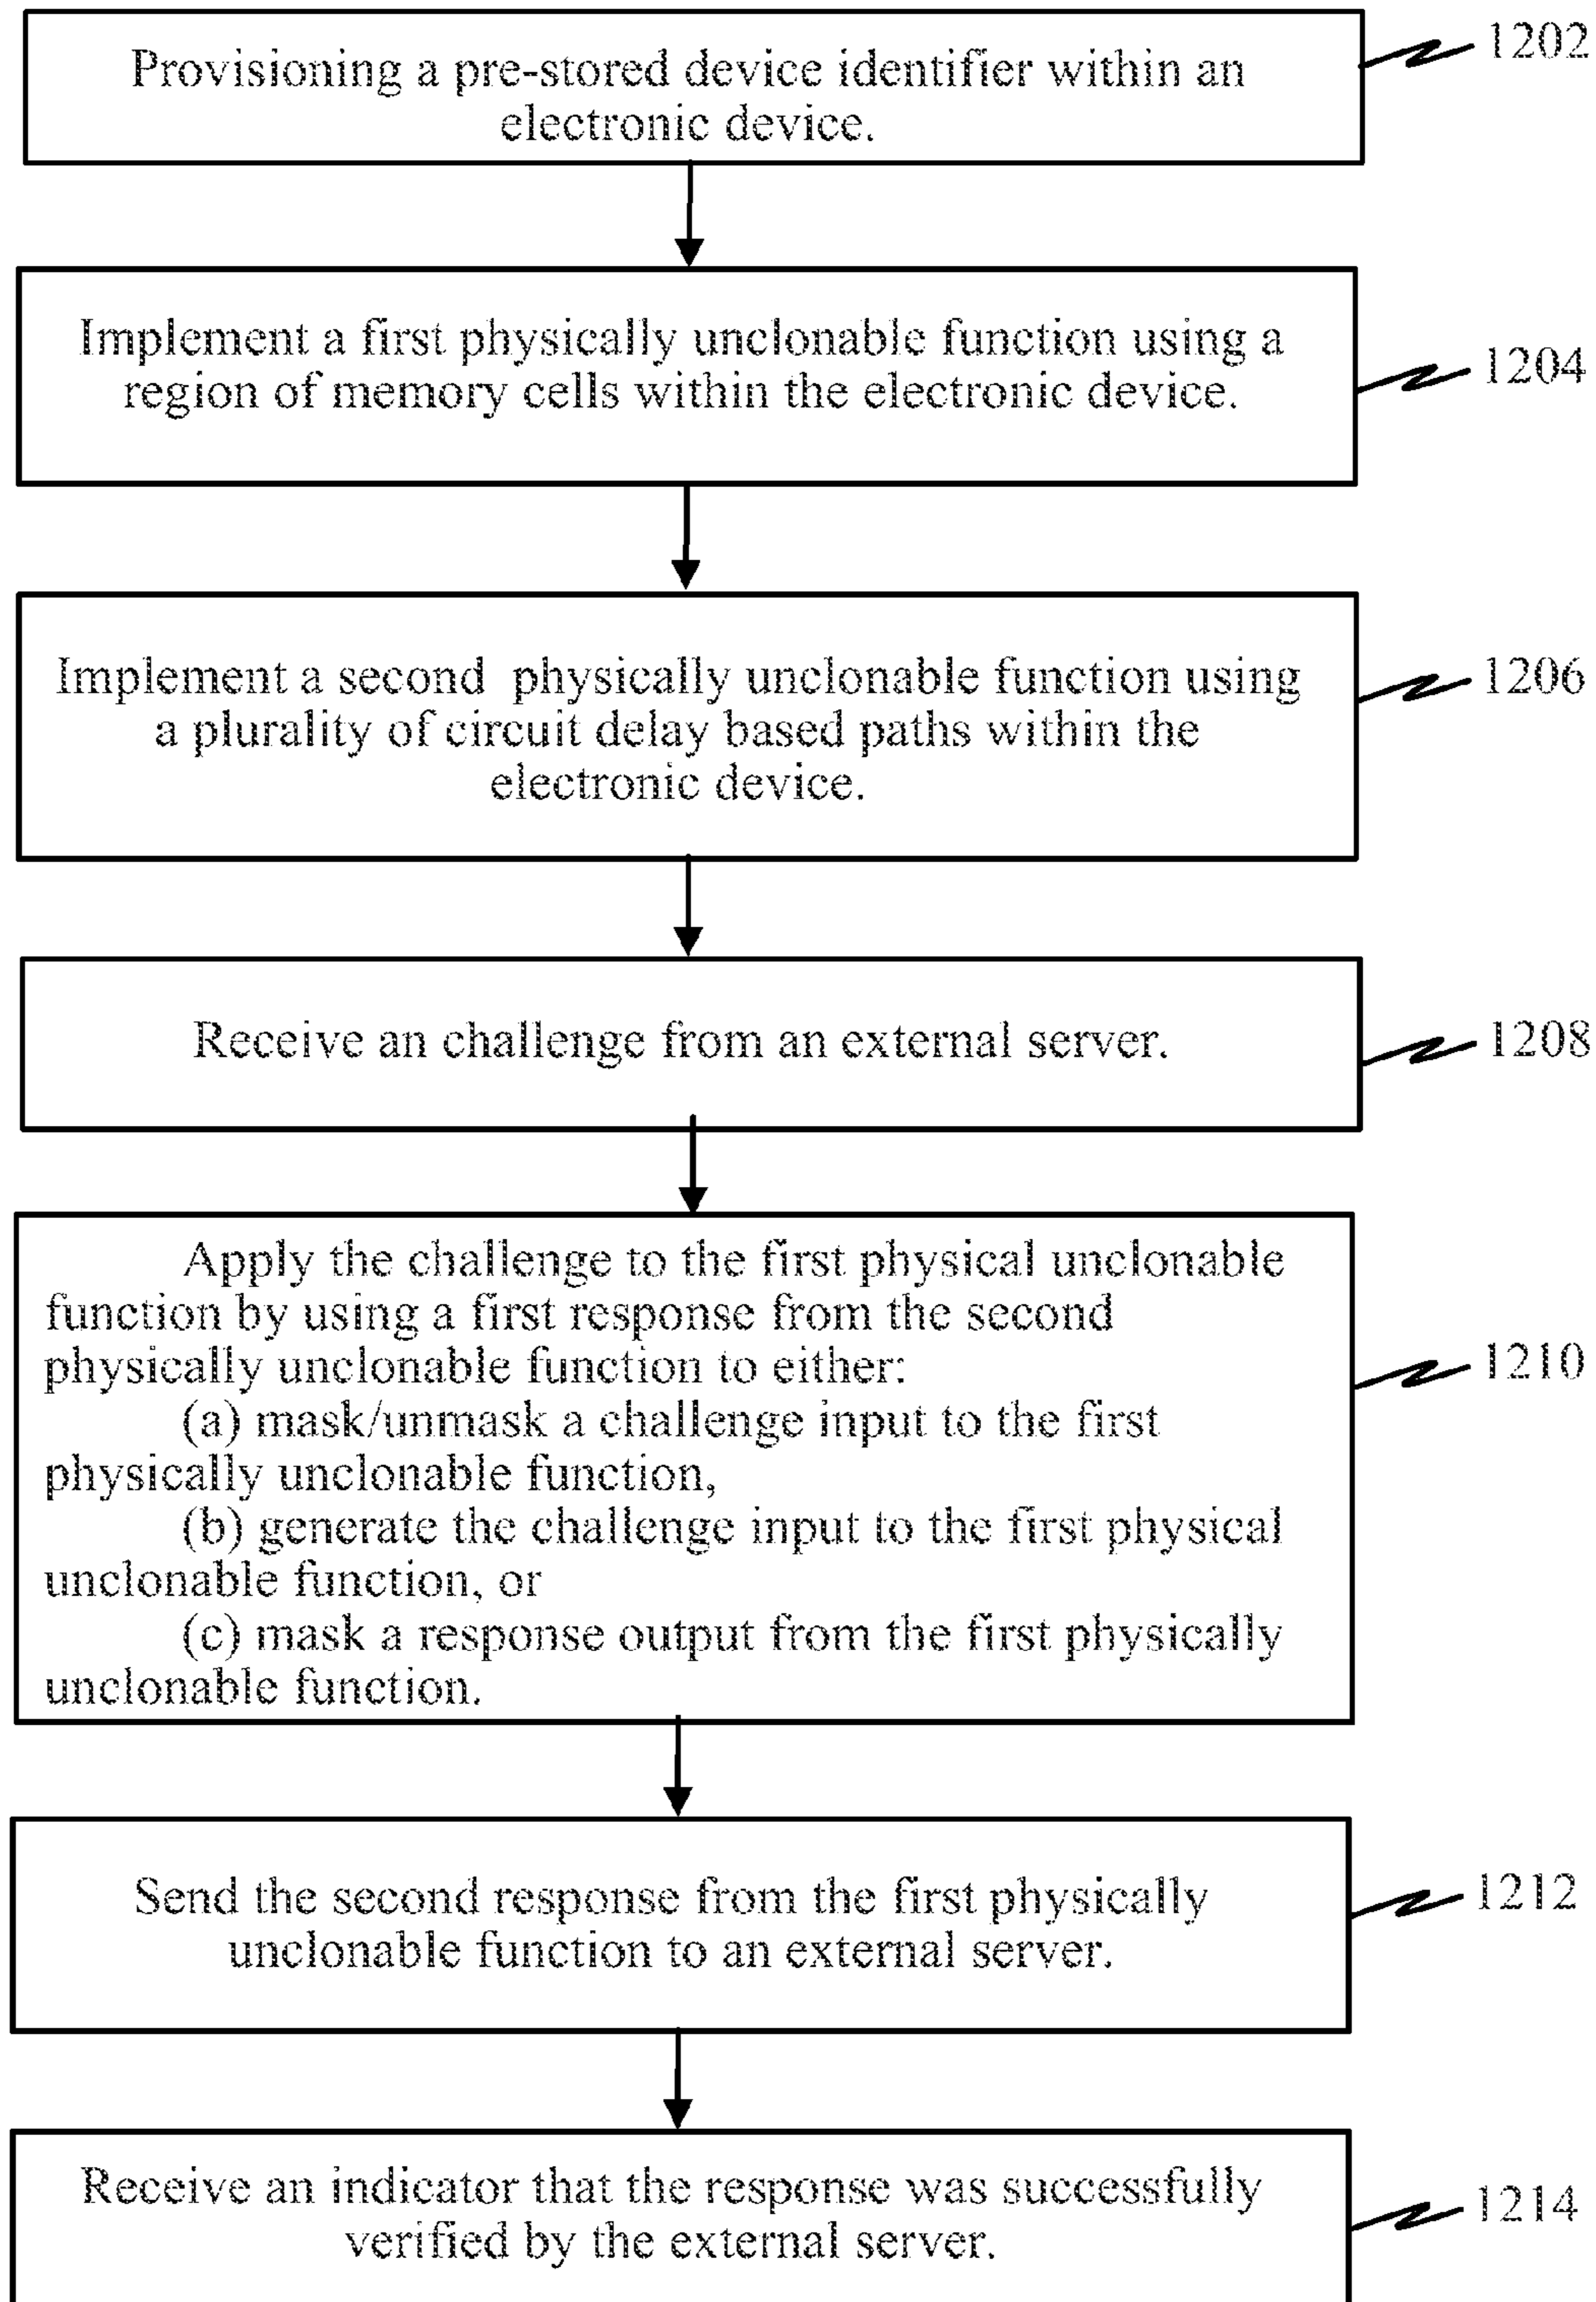 Provisioning a pre-stored device identifier within an
electronic device.
1202
Implement a first physically unclonable function using a
region of memory cells within the electronic device.
1204
Implement a second physically unclonable function using
a plurality of circuit delay based paths within the
electronic device.
1206
Receive an challenge from an external server.
1208
Apply the challenge to the first physical unclonable
function by using a first response from the second
physically unclonable function to either:
(a) mask/unmask a challenge input to the first
physically unclonable function,
(b) generate the challenge input to the first physical
unclonable function, or
(c) mask a response output from the first physically
unclonable function.
1210
Send the second response from the first physically
unclonable function to an external server.
1212
Receive an indicator that the response was successfully
verified by the external server.
1214